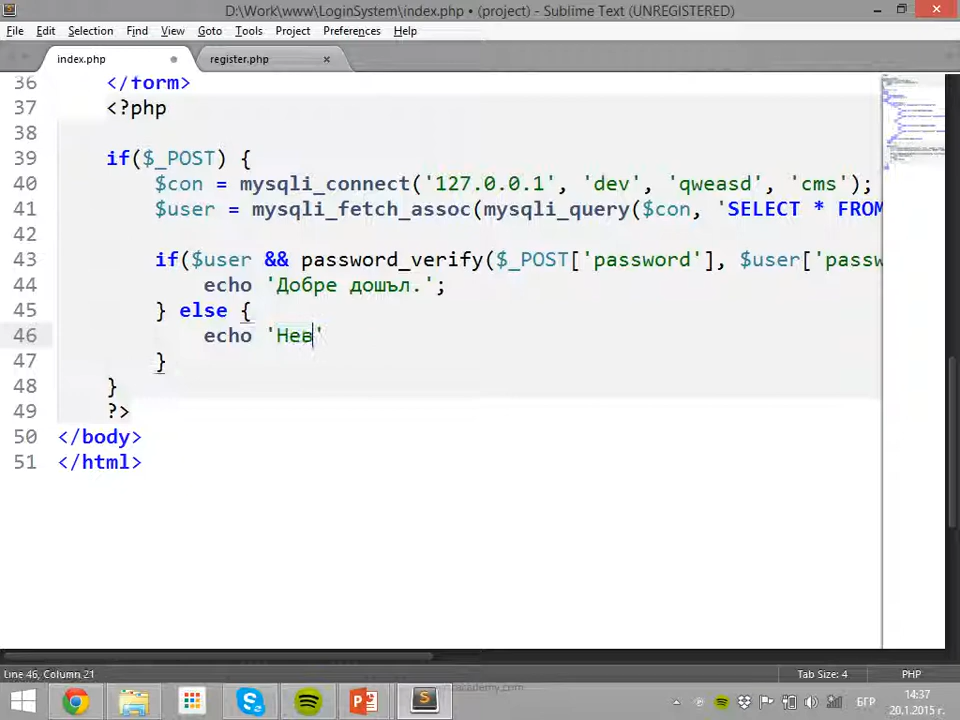 D:\Work\www\LoginSystem\index.php • (project) - Sublime Text (UNREGISTERED)
File Edit Selection Find View Goto Tools Project Preferences Help
index.php register.php
36 </form>
37 <?php
38
39 if($_POST) {
40 $con = mysqli_connect('127.0.0.1', 'dev', 'qweasd', 'cms');
41 $user = mysqli_fetch_assoc(mysqli_query($con, 'SELECT * FROM
42
43 if($user && password_verify($_POST['password'], $user['passw
44 echo 'Добре дошъл.';
45 } else {
46 echo 'Нев'
47 }
48 }
49 ?>
50 </body>
51 </html>
Line 46, Column 21 Tab Size: 4 PHP
БГР
14:37
20.1.2015 г.